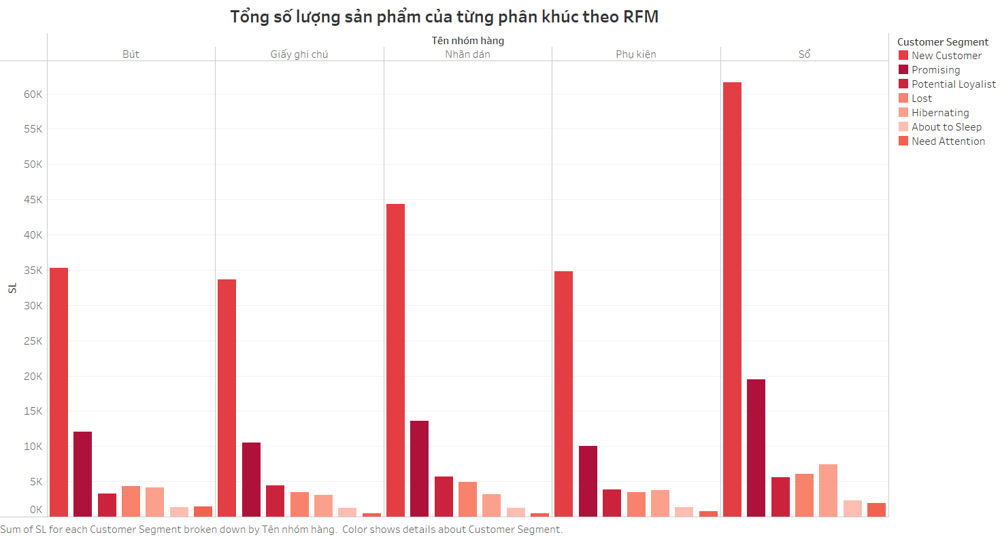 Tổng số lượng sản phẩm của từng phân khúc theo RFM
Tên nhóm hàng
Bút
Giấy ghi chú
Nhãn dán
Phụ kiện
Sổ
60K
55K
50K
45K
40K
35K
30K
25K
20K
15K
10K
5K
0K
SL
Customer Segment
New Customer
Promising
Potential Loyalist
Lost
Hibernating
About to Sleep
Need Attention
Sum of SL for each Customer Segment broken down by Tên nhóm hàng.  Color shows details about Customer Segment.